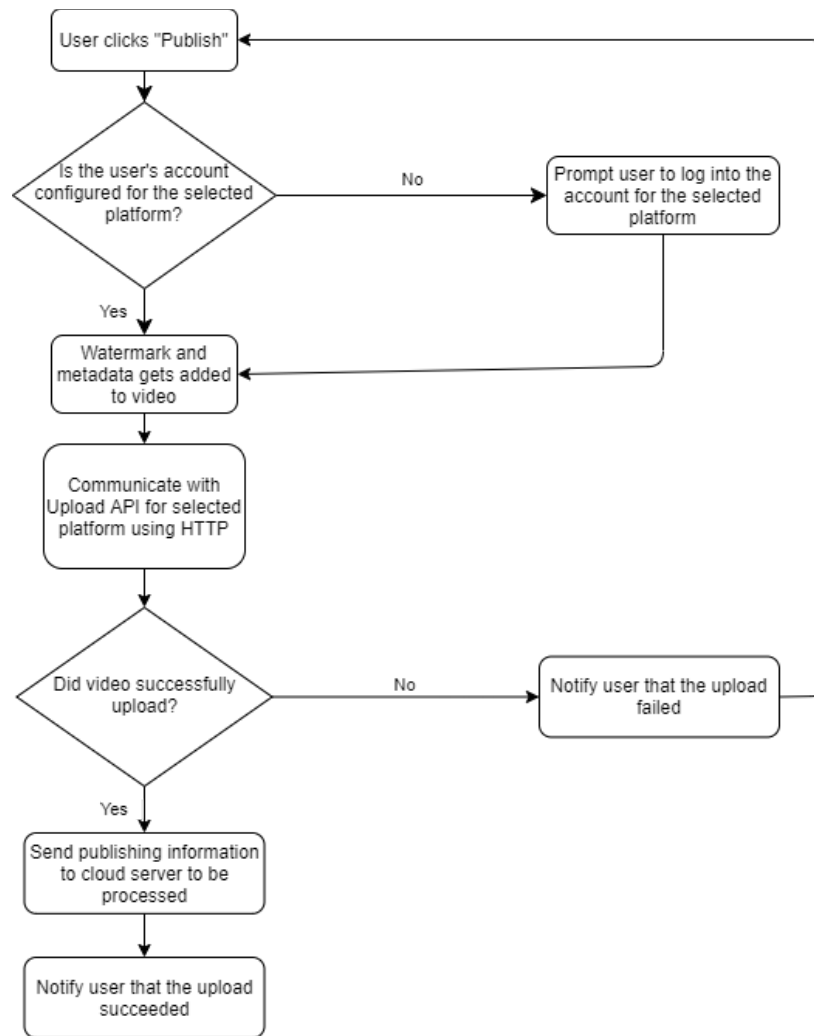 User clicks "Publish"
Is the user's account
configured for the selected
platform?
No
Prompt user to log into the
account for the selected
platform
Yes
Watermark and
metadata gets added
to video
Communicate with
Upload API for selected
platform using HTTP
Did video successfully
upload?
No
Notify user that the upload
failed
Yes
Send publishing information
to cloud server to be
processed
Notify user that the upload
succeeded